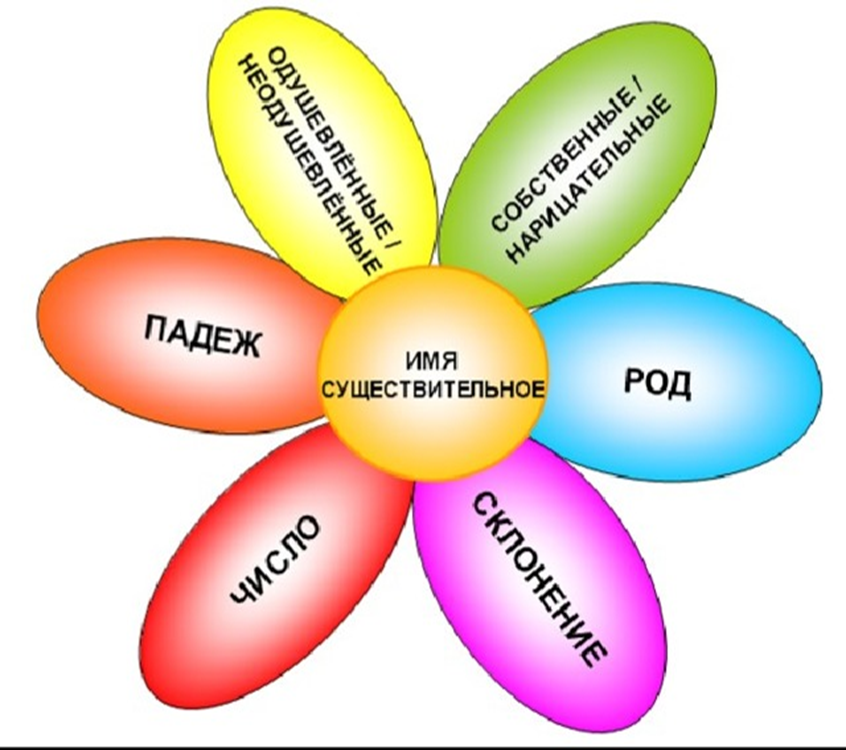 ОДУШЕВЛЁННЫЕ /
НЕОДУШЕВЛЁННЫЕ
СОБСТВЕННЫЕ /
НАРИЦАТЕЛЬНЫЕ
ПАДЕЖ
ИМЯ
СУЩЕСТВИТЕЛЬНОЕ
РОД
ЧИСЛО
СКЛОНЕНИЕ